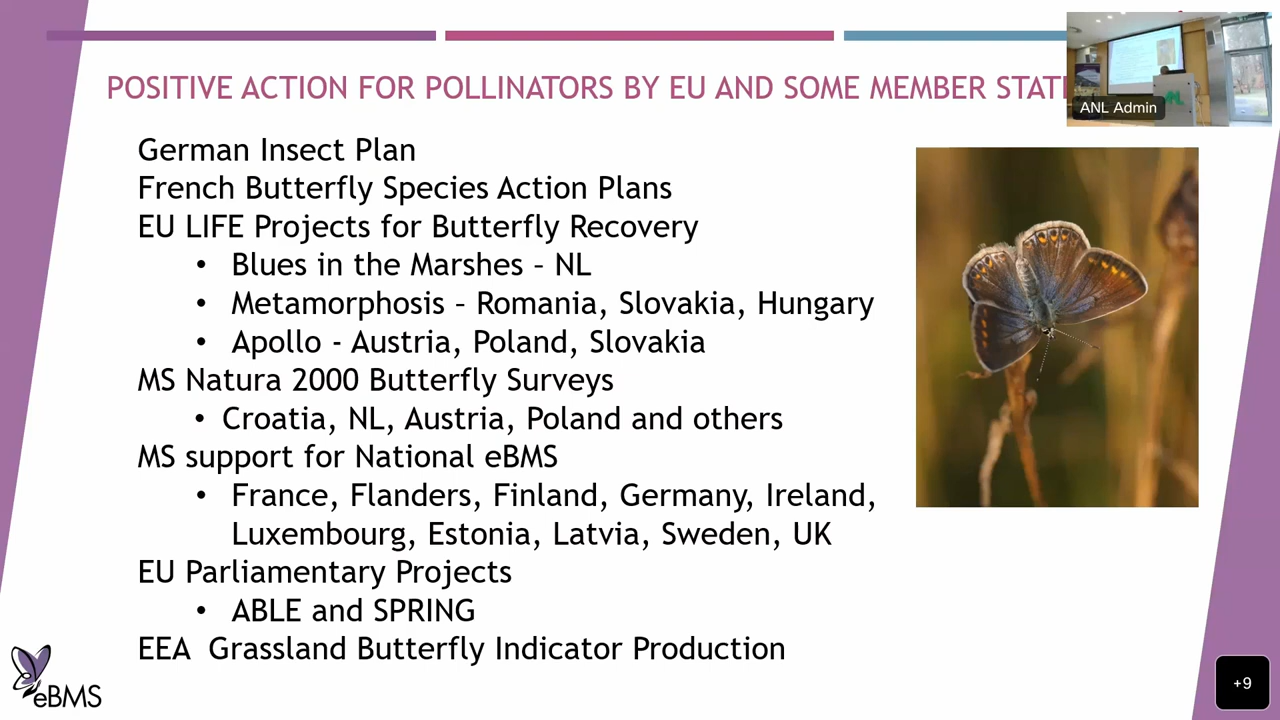 POSITIVE ACTION FOR POLLINATORS BY EU AND SOME MEMBER
ANL Admin
German Insect Plan
French Butterfly Species Action Plans
EU LIFE Projects for Butterfly Recovery
• Blues in the Marshes – NL
• Metamorphosis – Romania, Slovakia, Hungary
• Apollo - Austria, Poland, Slovakia
MS Natura 2000 Butterfly Surveys
• Croatia, NL, Austria, Poland and others
MS support for National eBMS
• France, Flanders, Finland, Germany, Ireland,
Luxembourg, Estonia, Latvia, Sweden, UK
EU Parliamentary Projects
• ABLE and SPRING
EEA Grassland Butterfly Indicator Production
eBMS
+9